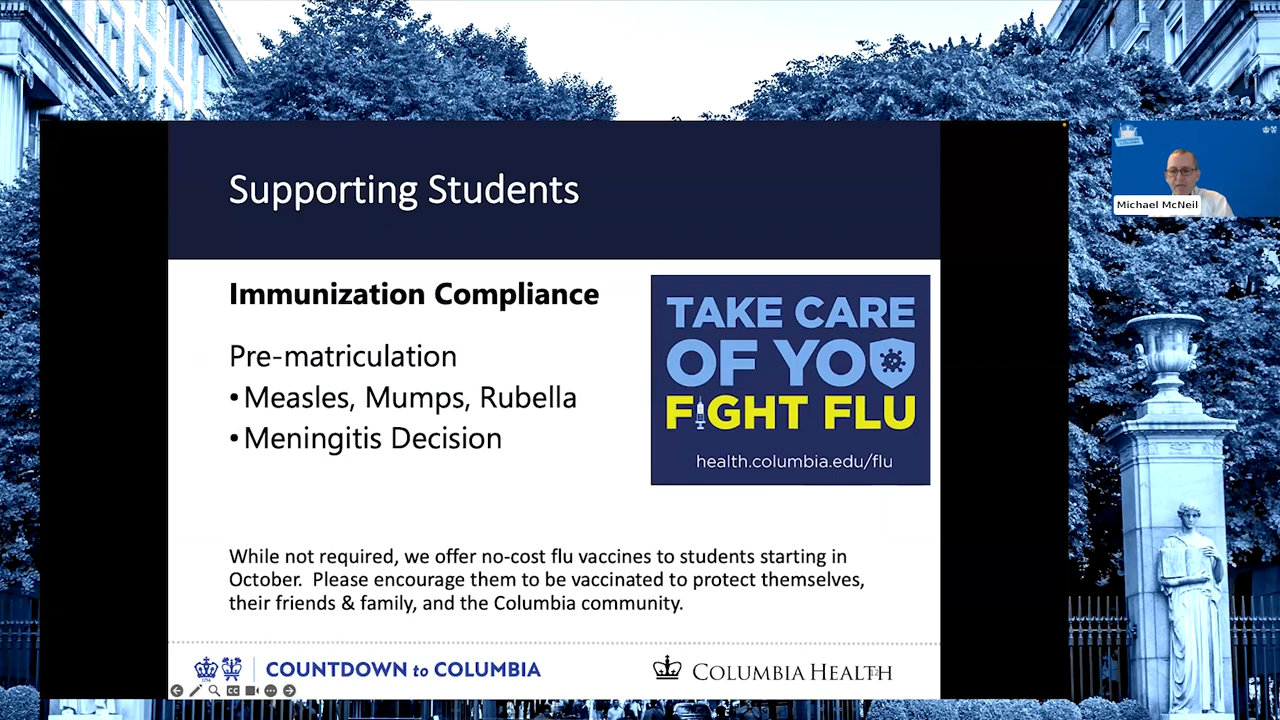 Supporting Students
Michael McNeil
Immunization Compliance
Pre-matriculation
• Measles, Mumps, Rubella
• Meningitis Decision
TAKE CARE
OF YOU
FIGHT FLU
health.columbia.edu/flu
While not required, we offer no-cost flu vaccines to students starting in
October. Please encourage them to be vaccinated to protect themselves,
their friends & family, and the Columbia community.
COUNTDOWN to COLUMBIA
COLUMBIA HEALTH
CC